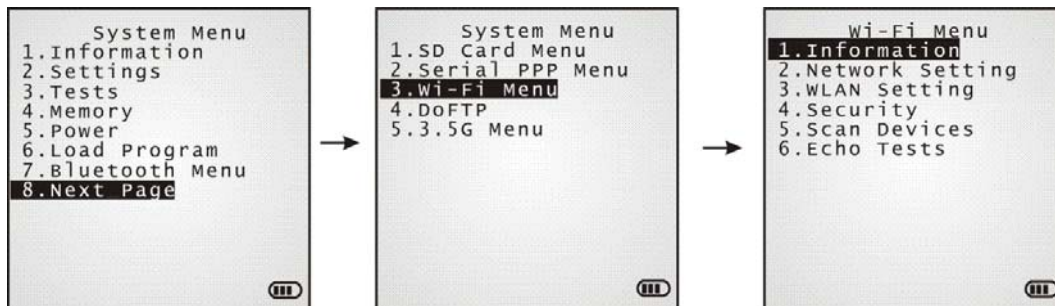 System Menu
1.Information
2.Settings
3.Tests
4.Memory
5.Power
6.Load Program
7.Bluetooth Menu
8.Next Page
System Menu
1.SD Card Menu
2.Serial PPP Menu
3.Wi-Fi Menu
4.DoFTP
5.3.5G Menu
Wi-Fi Menu
1.Information
2.Network Setting
3.WLAN Setting
4.Security
5.Scan Devices
6.Echo Tests